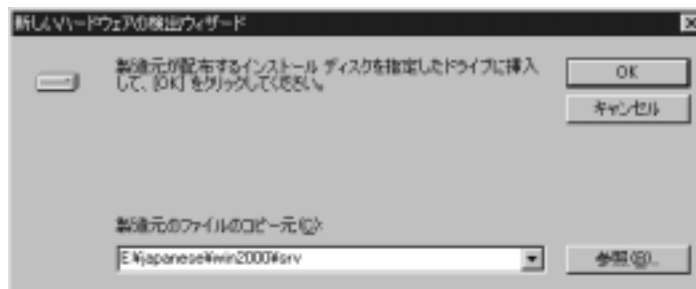 新しいハードウェアの検出ウィザード
製造元が配布するインストール ディスクを指定したドライブに挿入
して、[OK] をクリックしてください。
OK
キャンセル
製造元のファイルのコピー元(C):
E:¥japanese¥win2000¥srv
参照(B)...